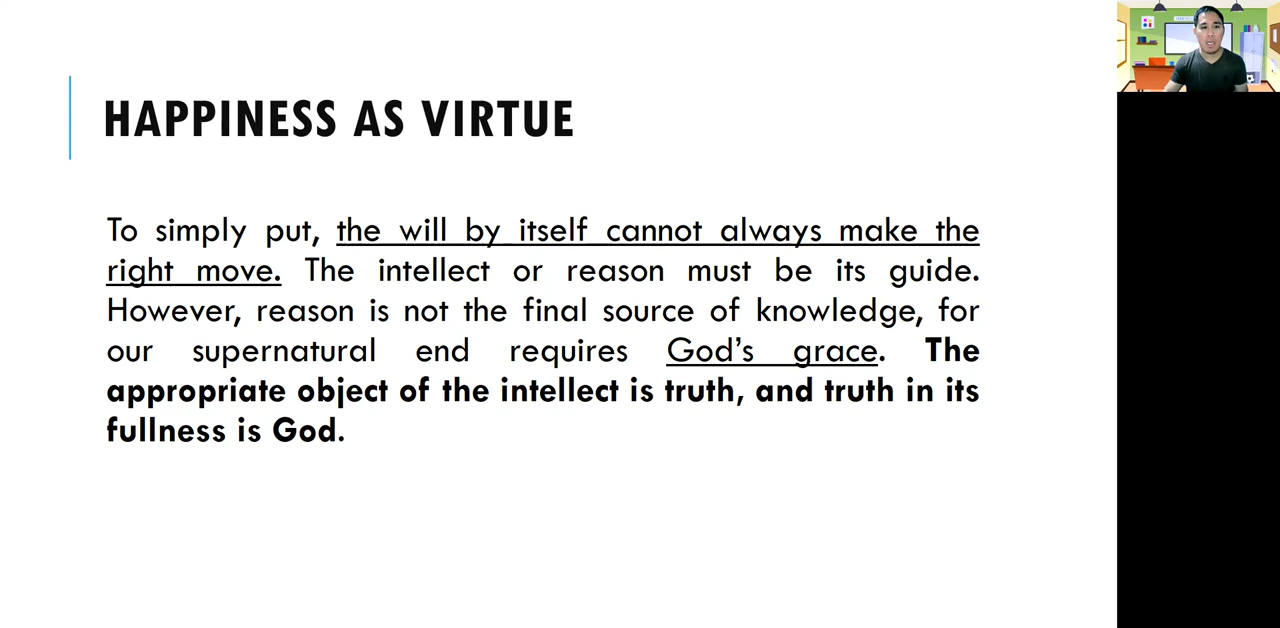 HAPPINESS AS VIRTUE
To simply put, the will by itself cannot always make the
right move. The intellect or reason must be its guide.
However, reason is not the final source of knowledge, for
our supernatural end requires God's grace. The
appropriate object of the intellect is truth, and truth in its
fullness is God.